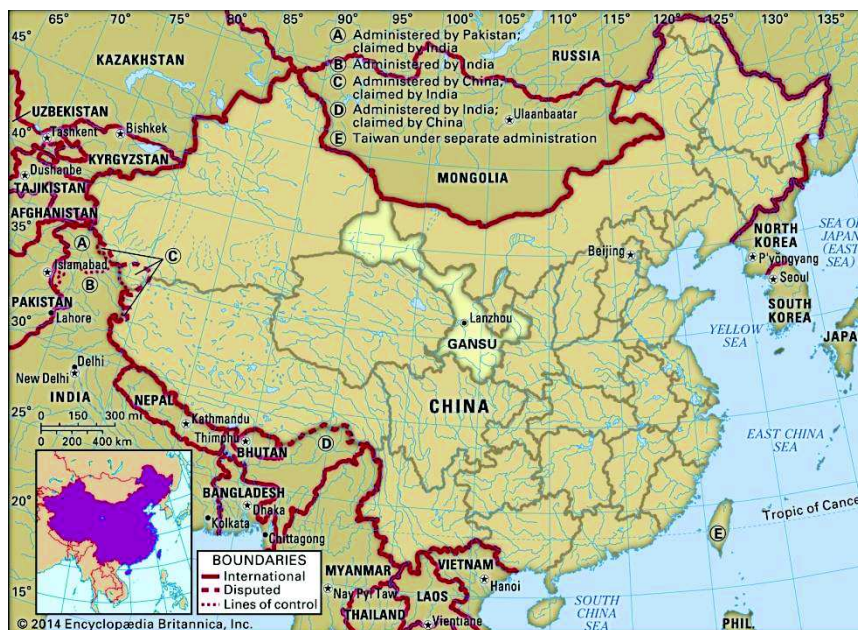 65° 70° 75° 80° 85° 90° 95° 100° 105° 110° 115° 120° 125° 130° 135°
45°
KAZAKHSTAN
A Administered by Pakistan;
claimed by India
B Administered by India
C Administered by China,
claimed by India
D Administered by India;
claimed by China
E Taiwan under separate administration
RUSSIA
Ulaanbaatar
MONGOLIA
UZBEKISTAN
40°
Tashkent
Bishkek
KYRGYZSTAN
Dushanbe
TAJIKISTAN
AFGHANISTAN
35°
A
C
Islamabad
B
PAKISTAN
30°
Lahore
Beijing
NORTH
KOREA
P'yŏngyang
Seoul
SOUTH
KOREA
SEA OF
JAPAN
(EAST
SEA)
YELLOW
SEA
JAPA
Lanzhou
GANSU
CHINA
Delhi
New Delhi
INDIA
25°
0 150 300 mi
0 200 400 km
NEPAL
Kathmandu
Thimphu
BHUTAN
D
EAST CHINA
SEA
20°
BANGLADESH
Dhaka
Kolkata
Chittagong
Tropic of Cance
E
BOUNDARIES
International
Disputed
Lines of control
MYANMAR
Nay Pyi Taw
VIETNAM
Hanoi
LAOS
THAILAND
Vientiane
15°
SOUTH
CHINA
SEA
PHIL.
© 2014 Encyclopædia Britannica, Inc.